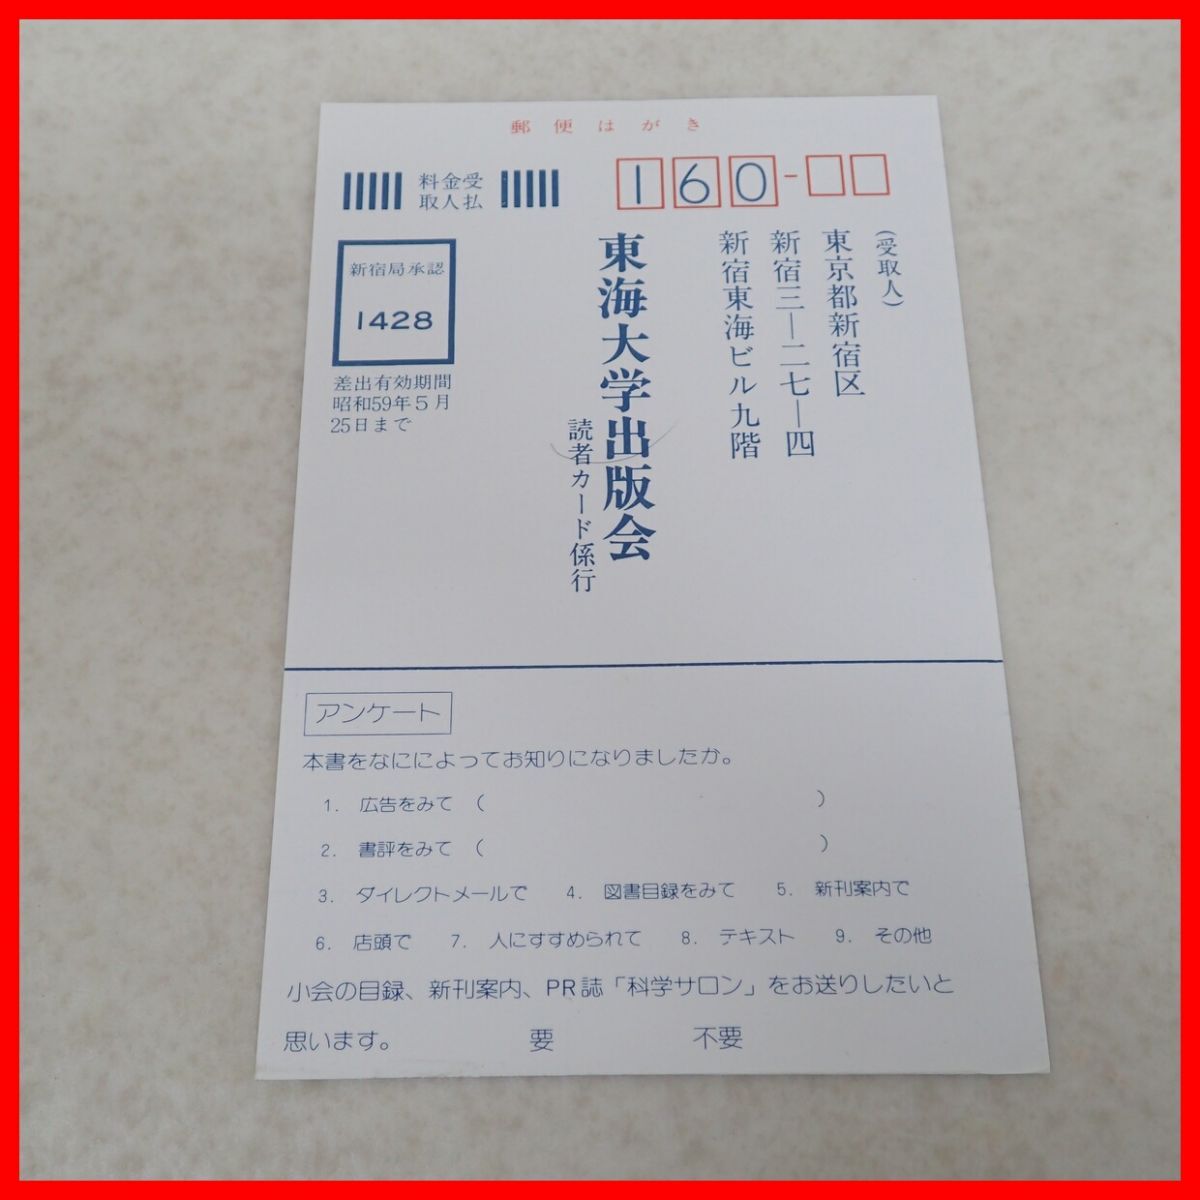 郵便はがき
料金受
取人払
160-
新宿局承認
1428
差出有効期間
昭和59年5月
25日まで
(受取人)
東京都新宿区
新宿三―二七―四
新宿東海ビル九階
東海大学出版会
読者カード係行
アンケート
本書をなにによってお知りになりましたか。
1. 広告をみて ( )
2. 書評をみて ( )
3. ダイレクトメールで 4. 図書目録をみて 5. 新刊案内で
6. 店頭で 7. 人にすすめられて 8. テキスト 9. その他
小会の目録、新刊案内、PR誌「科学サロン」をお送りしたいと
思います。 要 不要